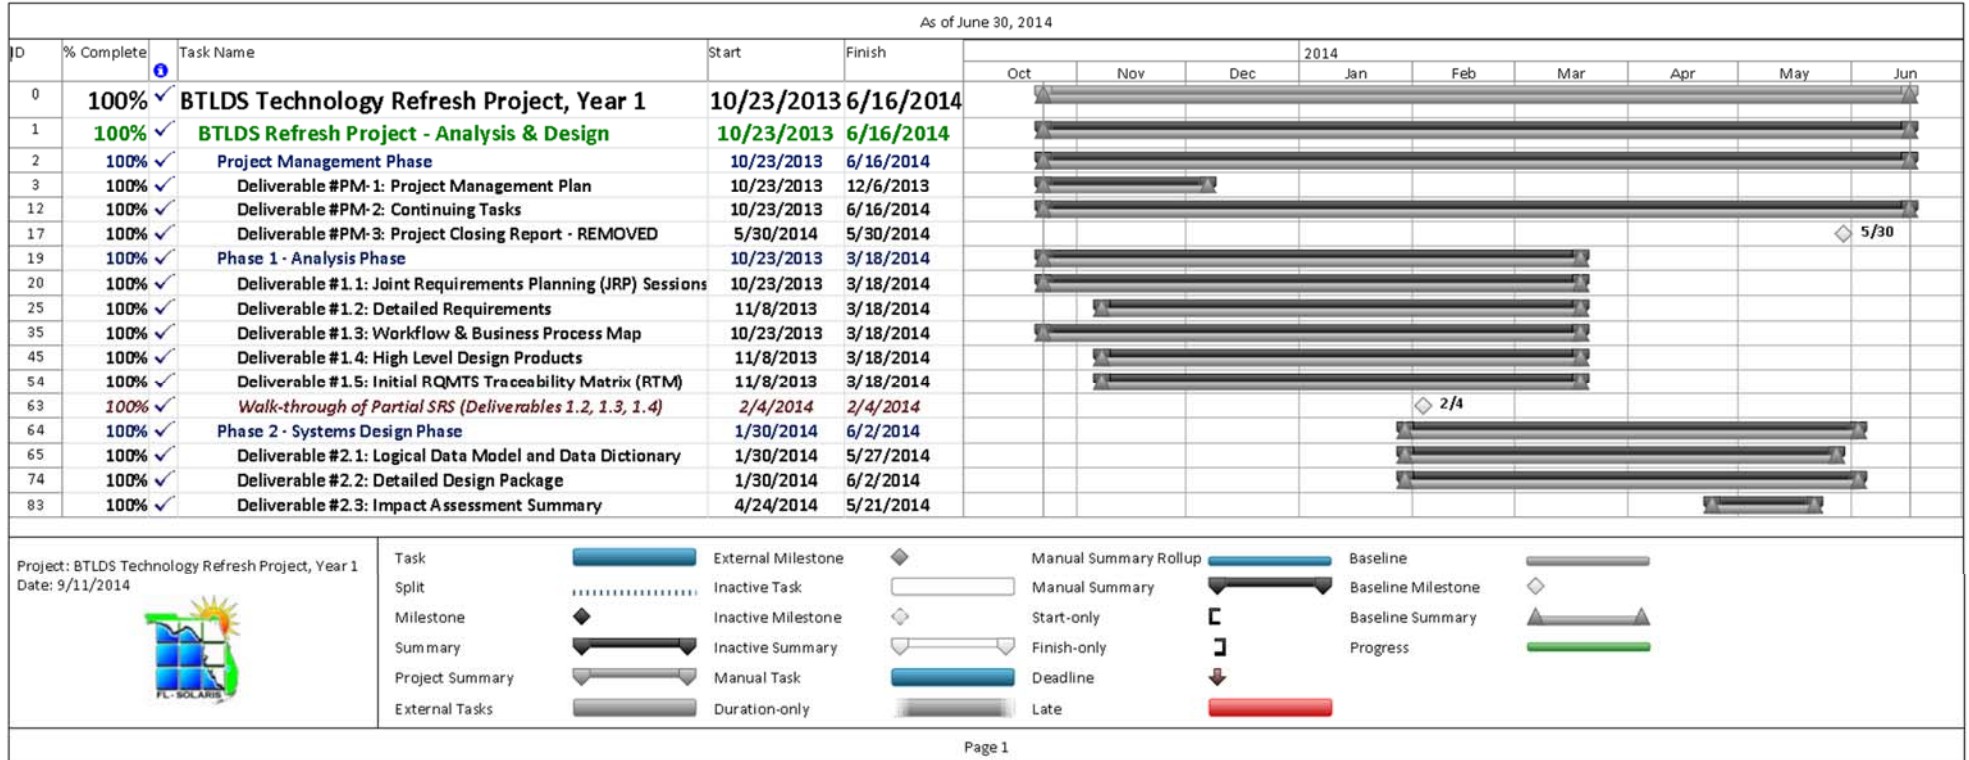 As of June 30, 2014
ID % Complete Task Name Start Finish 2014
Oct Nov Dec Jan Feb Mar Apr May Jun
0 100% BTLDS Technology Refresh Project, Year 1 10/23/2013 6/16/2014
1 100% BTLDS Refresh Project - Analysis & Design 10/23/2013 6/16/2014
2 100% Project Management Phase 10/23/2013 6/16/2014
3 100% Deliverable #PM-1: Project Management Plan 10/23/2013 12/6/2013
12 100% Deliverable #PM-2: Continuing Tasks 10/23/2013 6/16/2014
17 100% Deliverable #PM-3: Project Closing Report - REMOVED 5/30/2014 5/30/2014 5/30
19 100% Phase 1 - Analysis Phase 10/23/2013 3/18/2014
20 100% Deliverable #1.1: Joint Requirements Planning (JRP) Sessions 10/23/2013 3/18/2014
25 100% Deliverable #1.2: Detailed Requirements 11/8/2013 3/18/2014
35 100% Deliverable #1.3: Workflow & Business Process Map 10/23/2013 3/18/2014
45 100% Deliverable #1.4: High Level Design Products 11/8/2013 3/18/2014
54 100% Deliverable #1.5: Initial RQMTS Traceability Matrix (RTM) 11/8/2013 3/18/2014
63 100% Walk-through of Partial SRS (Deliverables 1.2, 1.3, 1.4) 2/4/2014 2/4/2014 2/4
64 100% Phase 2 - Systems Design Phase 1/30/2014 6/2/2014
65 100% Deliverable #2.1: Logical Data Model and Data Dictionary 1/30/2014 5/27/2014
74 100% Deliverable #2.2: Detailed Design Package 1/30/2014 6/2/2014
83 100% Deliverable #2.3: Impact Assessment Summary 4/24/2014 5/21/2014
Project: BTLDS Technology Refresh Project, Year 1
Date: 9/11/2014
FL-SOLARIS
Task External Milestone Manual Summary Rollup Baseline
Split Inactive Task Manual Summary Baseline Milestone
Milestone Inactive Milestone Start-only Baseline Summary
Summary Inactive Summary Finish-only Progress
Project Summary Manual Task Deadline
External Tasks Duration-only Late
Page 1